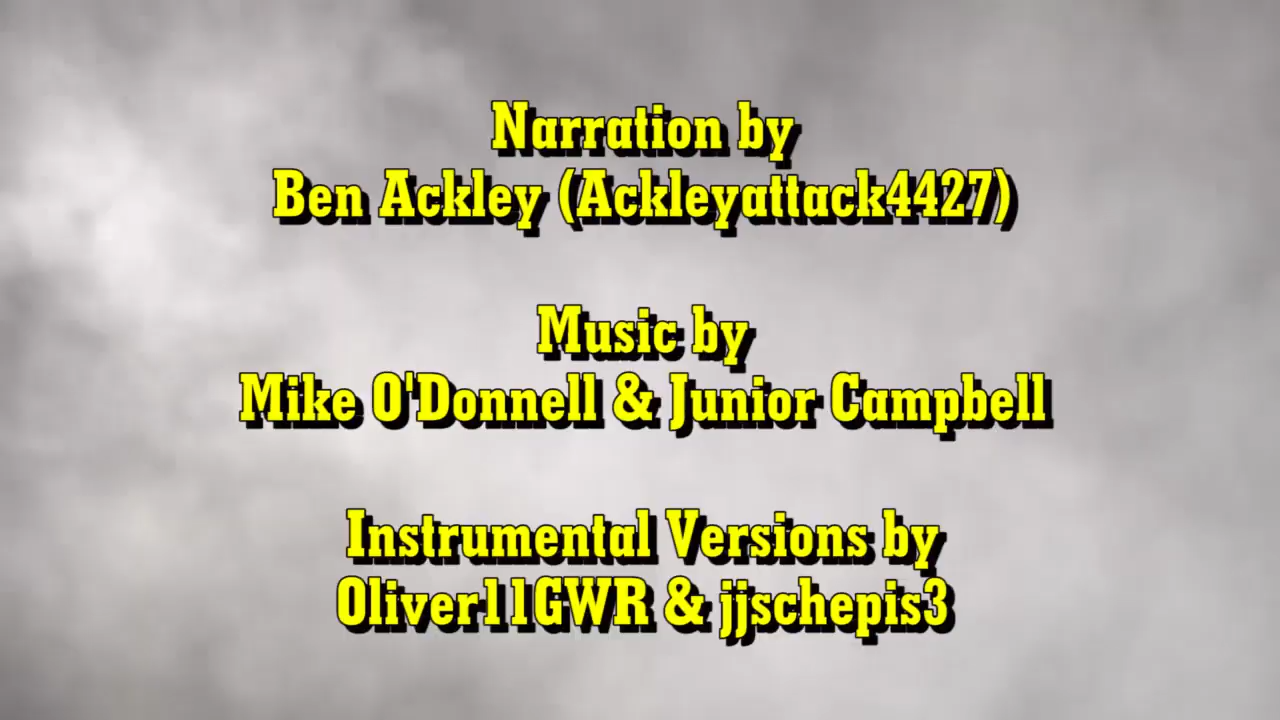 Narration by
Ben Ackley (Ackleyattack4427)
Music by
Mike O'Donnell & Junior Campbell
Instrumental Versions by
Oliver11GWR & jjschepis3